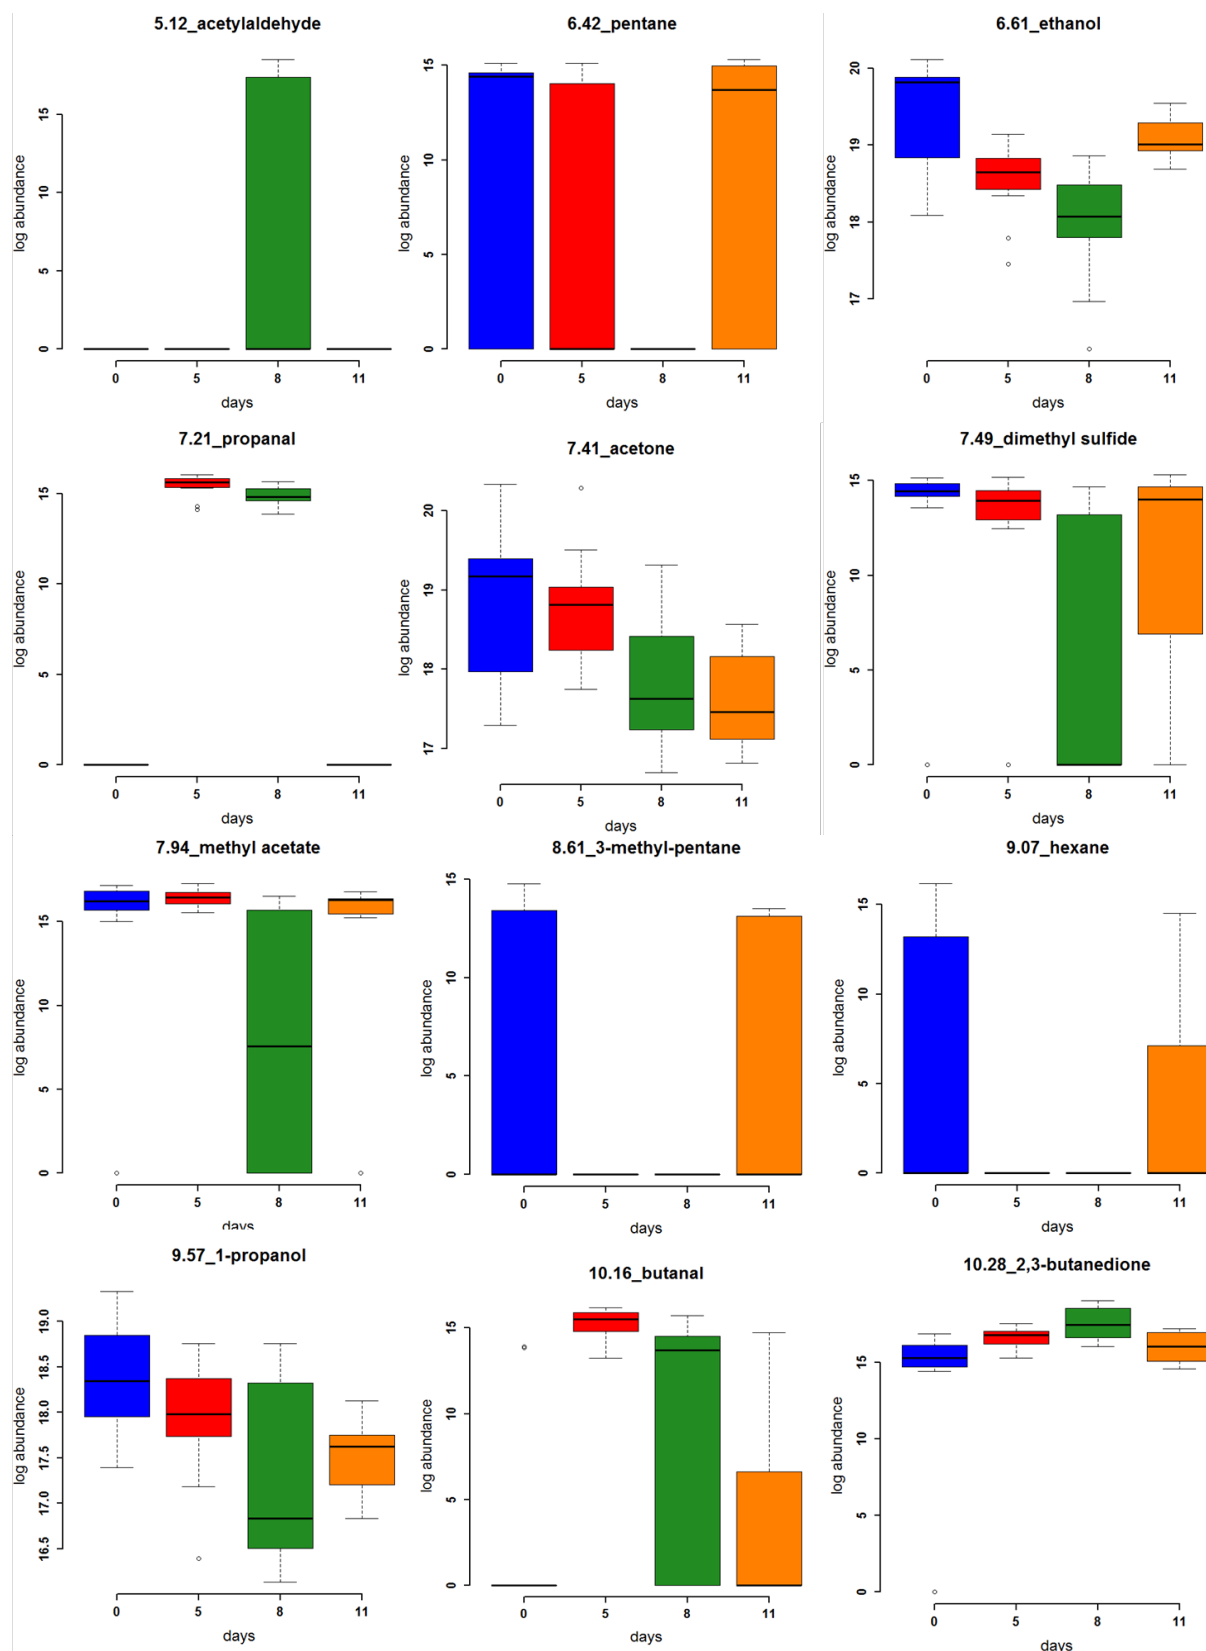 5.12_acetylaldehyde
log abundance
15
10
5
0
0 5 8 11
days
6.42_pentane
log abundance
15
10
5
0
0 5 8 11
days
6.61_ethanol
log abundance
20
19
18
17
0 5 8 11
days
7.21_propanal
log abundance
15
10
5
0
0 5 8 11
days
7.41_acetone
log abundance
20
19
18
17
0 5 8 11
days
7.49_dimethyl sulfide
log abundance
15
10
5
0
0 5 8 11
days
7.94_methyl acetate
log abundance
15
10
5
0
0 5 8 11
days
8.61_3-methyl-pentane
log abundance
15
10
5
0
0 5 8 11
days
9.07_hexane
log abundance
15
10
5
0
0 5 8 11
days
9.57_1-propanol
log abundance
19.0
18.5
18.0
17.5
17.0
16.5
0 5 8 11
days
10.16_butanal
log abundance
15
10
5
0
0 5 8 11
days
10.28_2,3-butanedione
log abundance
15
10
5
0
0 5 8 11
days